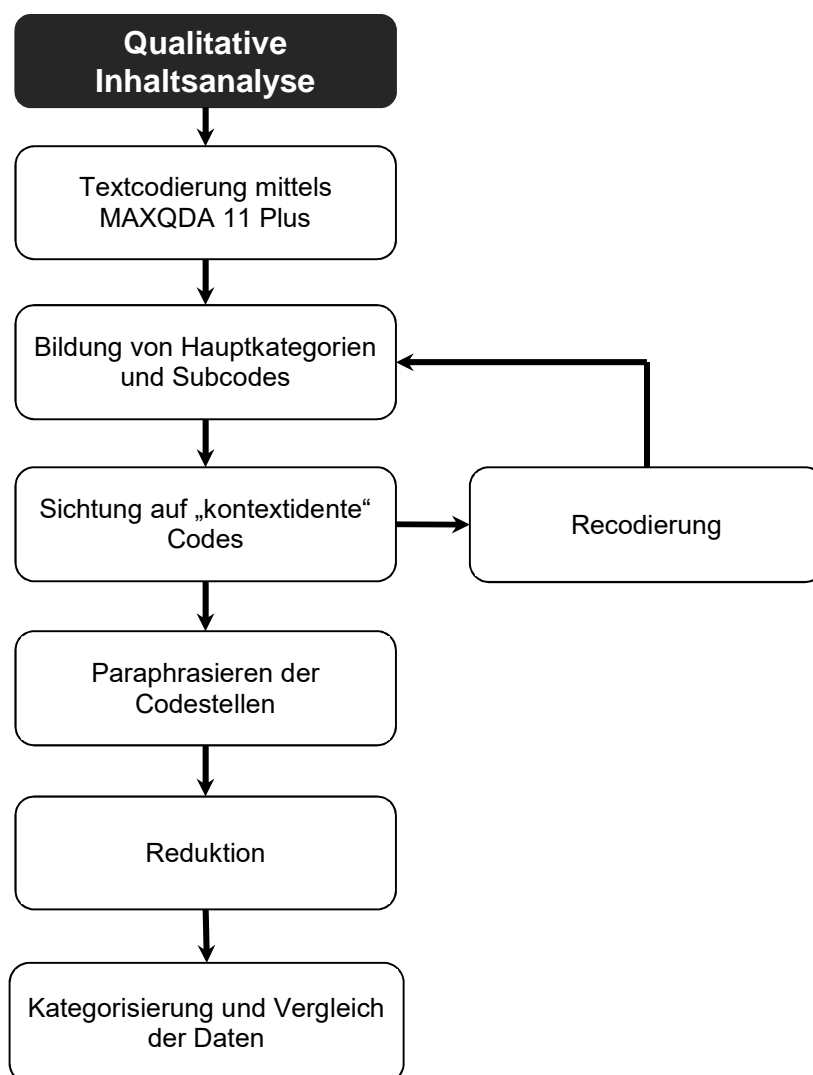 Qualitative
Inhaltsanalyse
Textcodierung mittels
MAXQDA 11 Plus
Bildung von Hauptkategorien
und Subcodes
Sichtung auf „kontextidente“
Codes
Recodierung
Paraphrasieren der
Codestellen
Reduktion
Kategorisierung und Vergleich
der Daten